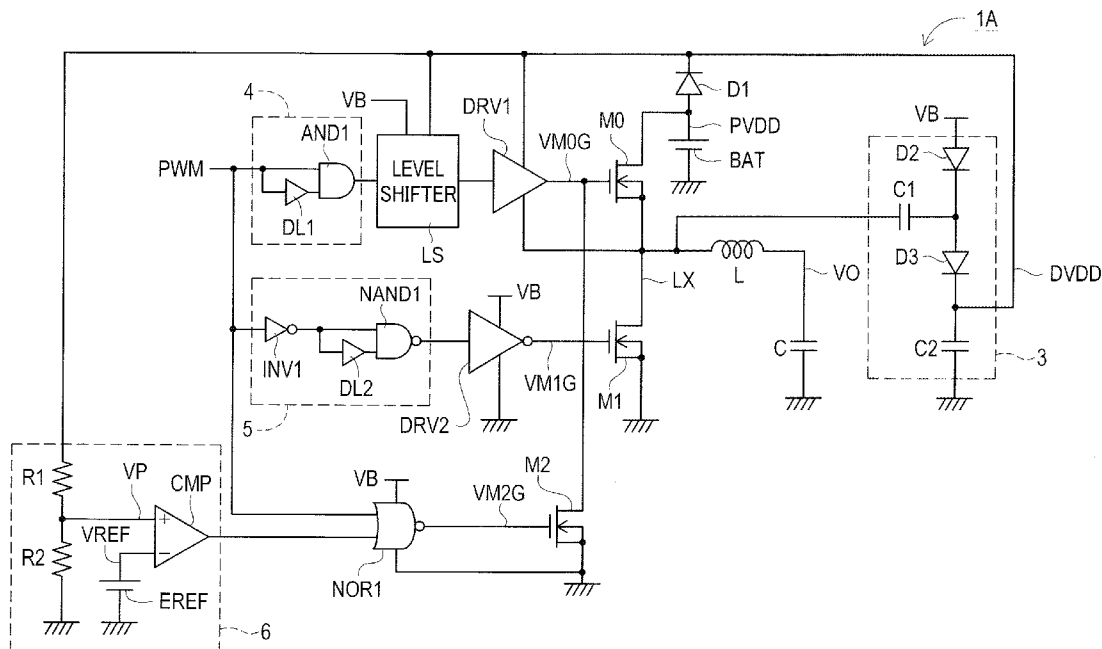 1A
4
VB
DRV1
M0
D1
VB
AND1
PVDD
D2
PWM
LEVEL
SHIFTER
VM0G
BAT
C1
DL1
LS
D3
NAND1
VB
LX
L
VO
DVDD
INV1
DL2
VM1G
C
C2
3
5
DRV2
M1
R1
VP
CMP
VB
M2
VREF
+
VM2G
R2
−
EREF
NOR1
6